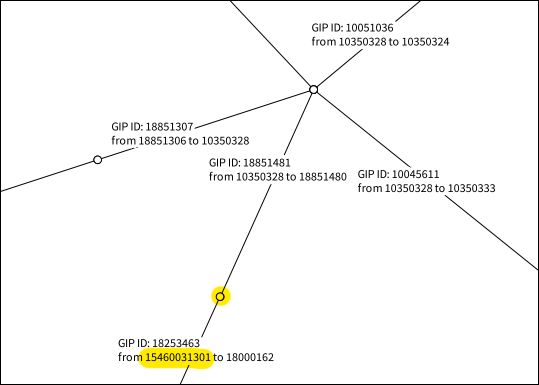 GIP ID: 10051036
from 10350328 to 10350324
GIP ID: 18851307
from 18851306 to 10350328
GIP ID: 18851481
from 10350328 to 18851480
GIP ID: 10045611
from 10350328 to 10350333
GIP ID: 18253463
from 15460031301 to 18000162